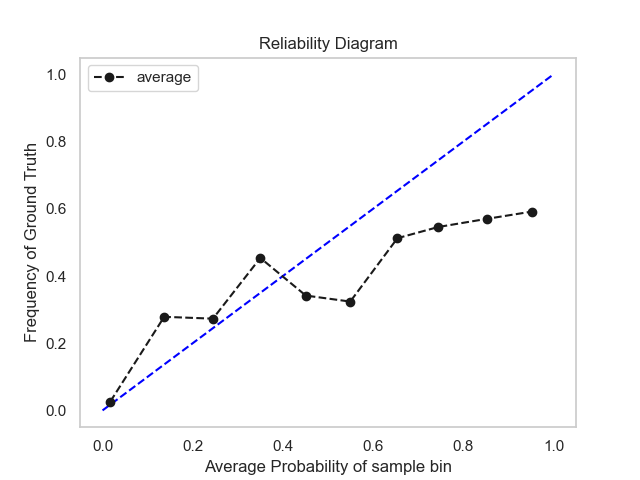 Reliability Diagram
average
Frequency of Ground Truth
1.0
0.8
0.6
0.4
0.2
0.0
0.0 0.2 0.4 0.6 0.8 1.0
Average Probability of sample bin